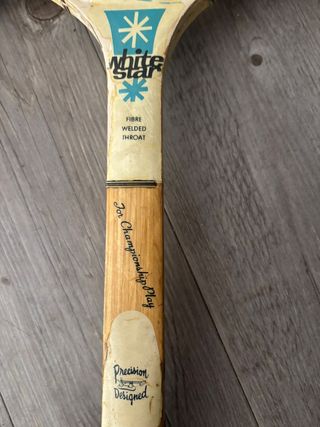 white
star
FIBRE
WELDED
THROAT
For Championship Play
Precision
Designed